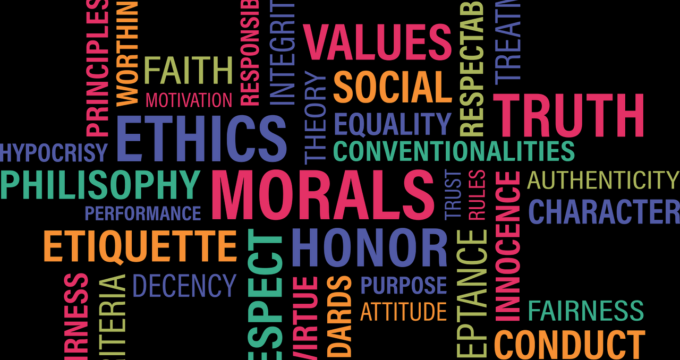 PRINCIPLES
WORTHIN
FAITH
MOTIVATION
RESPONSIB
INTEGRIT
VALUES
SOCIAL
RESPECTAB
TREATM
TRUTH
HYPOCRISY
ETHICS
THEORY
EQUALITY
CONVENTIONALITIES
PHILISOPHY
MORALS
TRUST
RULES
INNOCENCE
AUTHENTICITY
CHARACTER
PERFORMANCE
ETIQUETTE
ESPECT
HONOR
EPTANCE
IRNESS
ITERIA
DECENCY
VIRTUE
DARDS
PURPOSE
ATTITUDE
FAIRNESS
CONDUCT